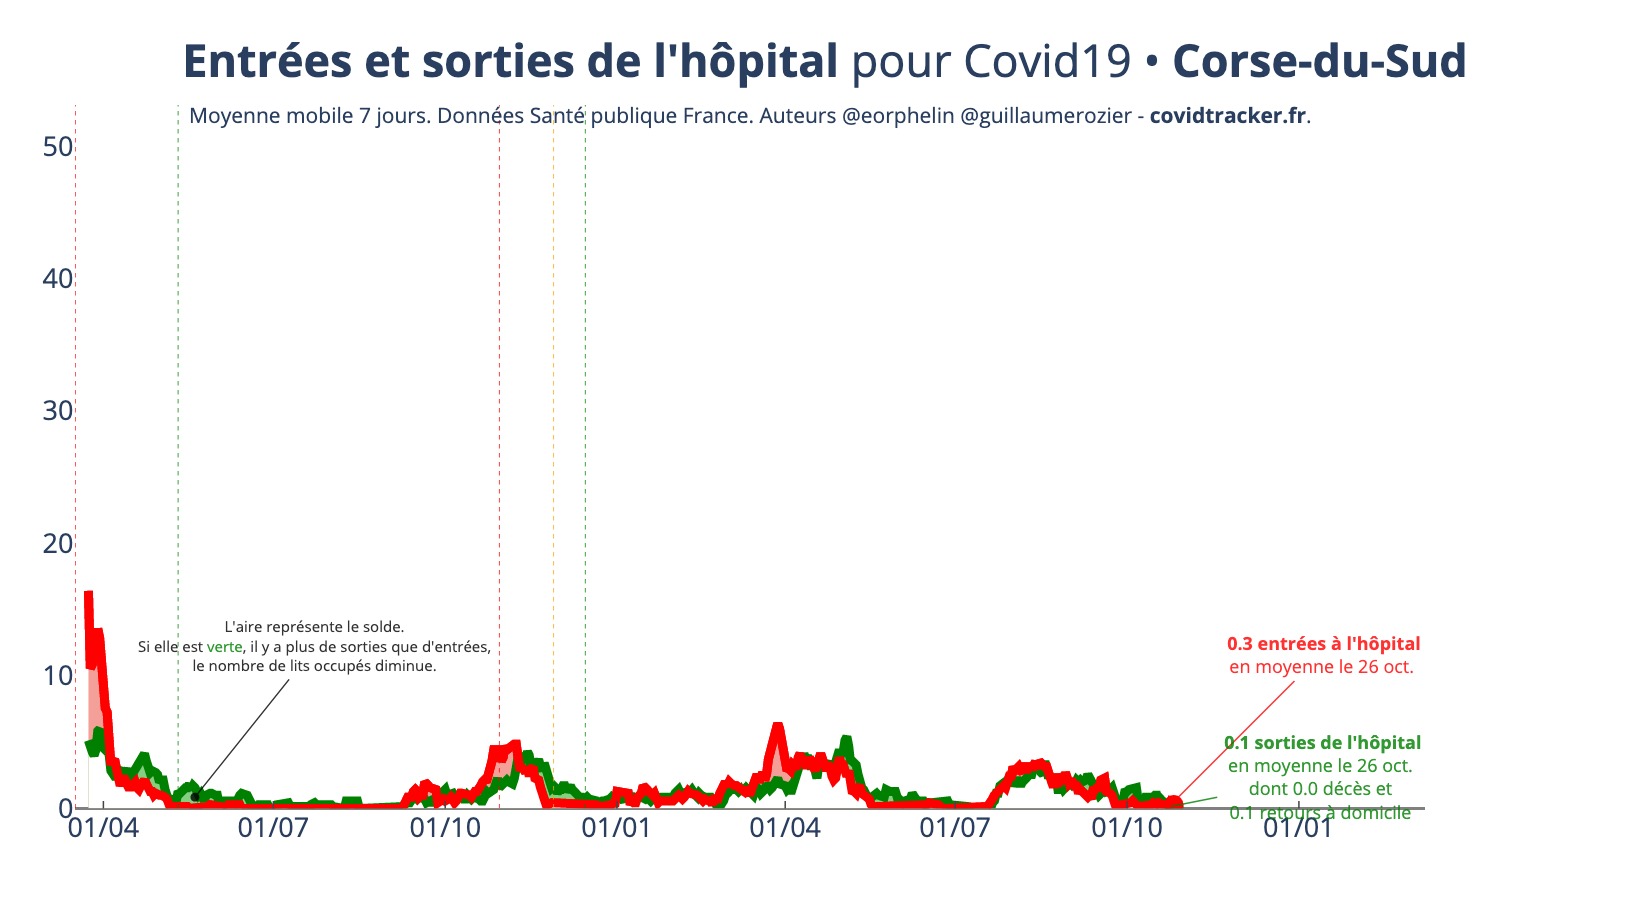 Entrées et sorties de l'hôpital pour Covid19 • Corse-du-Sud
Moyenne mobile 7 jours. Données Santé publique France. Auteurs @eorphelin @guillaumerozier - covidtracker.fr.
50
40
30
20
10
0
L'aire représente le solde.
Si elle est verte, il y a plus de sorties que d'entrées,
le nombre de lits occupés diminue.
0.3 entrées à l'hôpital
en moyenne le 26 oct.
0.1 sorties de l'hôpital
en moyenne le 26 oct.
dont 0.0 décès et
0.1 retours à domicile
01/04 01/07 01/10 01/01 01/04 01/07 01/10 01/01